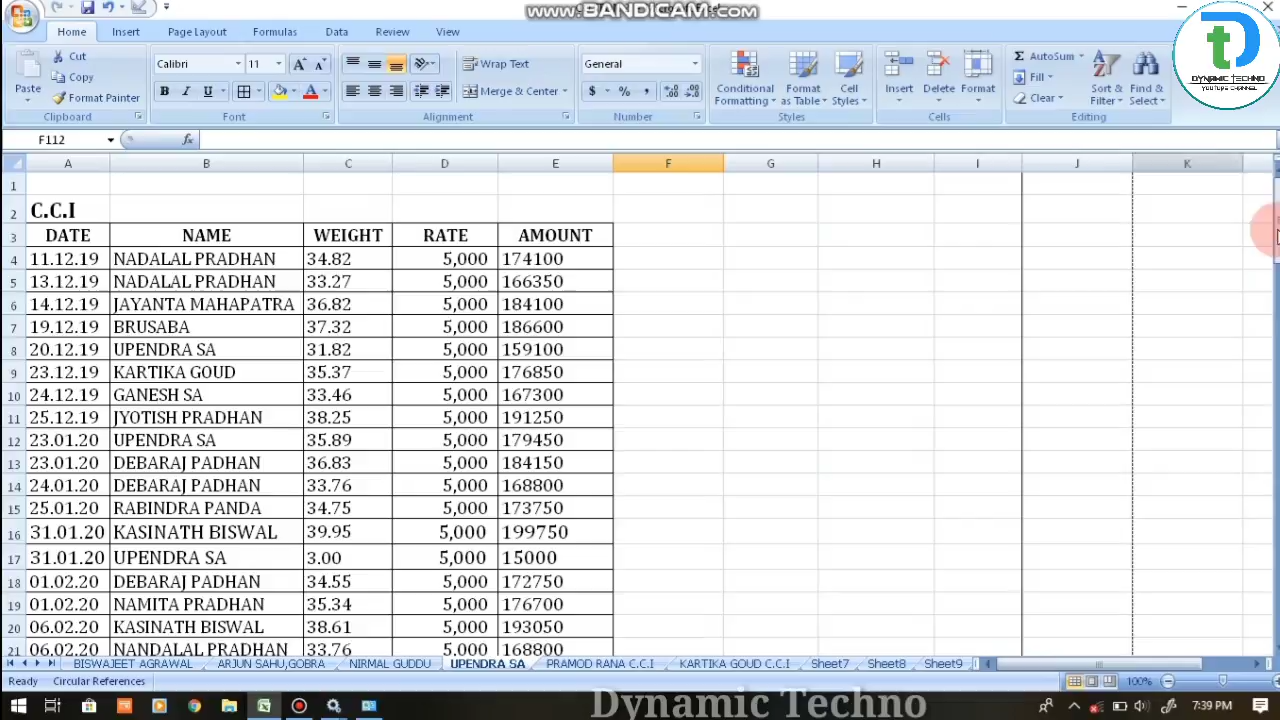 www.BANDICAM.com
Home Insert Page Layout Formulas Data Review View
Cut
Copy
Paste
Format Painter
Clipboard
Calibri 11
B I U
Font
Wrap Text
Merge & Center
Alignment
General
$ % ,
Number
Conditional Formatting
Format as Table
Cell Styles
Styles
Insert
Delete
Format
Cells
AutoSum
Fill
Clear
Sort & Filter
Find & Select
Editing
DYNAMIC TECHNO
YOUTUBE CHANNEL
F112 fx
A B C D E F G H I J K
1
2 C.C.I
3 DATE NAME WEIGHT RATE AMOUNT
4 11.12.19 NADALAL PRADHAN 34.82 5,000 174100
5 13.12.19 NADALAL PRADHAN 33.27 5,000 166350
6 14.12.19 JAYANTA MAHAPATRA 36.82 5,000 184100
7 19.12.19 BRUSABA 37.32 5,000 186600
8 20.12.19 UPENDRA SA 31.82 5,000 159100
9 23.12.19 KARTIKA GOUD 35.37 5,000 176850
10 24.12.19 GANESH SA 33.46 5,000 167300
11 25.12.19 JYOTISH PRADHAN 38.25 5,000 191250
12 23.01.20 UPENDRA SA 35.89 5,000 179450
13 23.01.20 DEBARAJ PADHAN 36.83 5,000 184150
14 24.01.20 DEBARAJ PADHAN 33.76 5,000 168800
15 25.01.20 RABINDRA PANDA 34.75 5,000 173750
16 31.01.20 KASINATH BISWAL 39.95 5,000 199750
17 31.01.20 UPENDRA SA 3.00 5,000 15000
18 01.02.20 DEBARAJ PADHAN 34.55 5,000 172750
19 01.02.20 NAMITA PRADHAN 35.34 5,000 176700
20 06.02.20 KASINATH BISWAL 38.61 5,000 193050
21 06.02.20 NANDALAL PRADHAN 33.76 5,000 168800
BISWAJEET AGRAWAL ARJUN SAHU,GOBRA NIRMAL GUDDU UPENDRA SA PRAMOD RANA C.C.I KARTIKA GOUD C.C.I Sheet7 Sheet8 Sheet9
Ready Circular References 100%
Dynamic Techno
7:39 PM